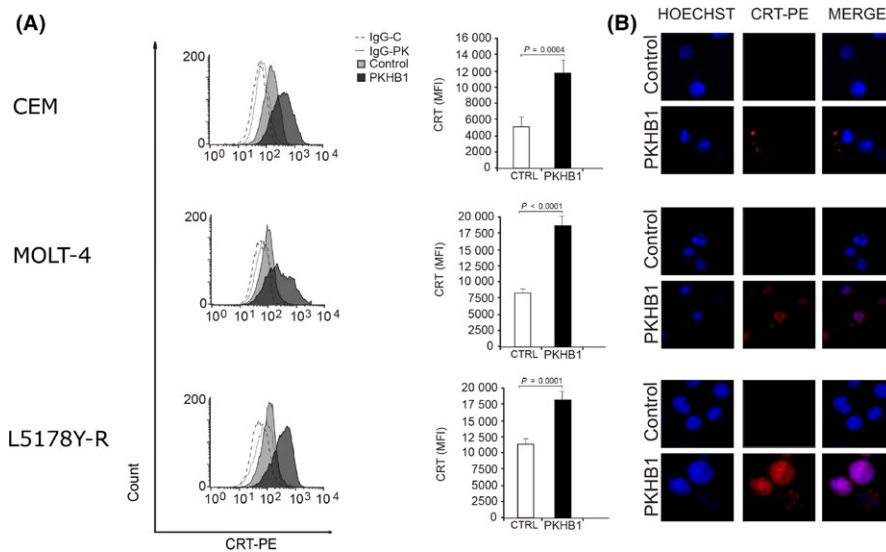 (A)
IgG-C
IgG-PK
Control
PKHB1
CEM
200
0
10^0 10^1 10^2 10^3 10^4
CRT (MFI)
16 000
14 000
12 000
10 000
8000
6000
4000
2000
0
P = 0.0004
CTRL PKHB1
MOLT-4
200
0
10^0 10^1 10^2 10^3 10^4
CRT (MFI)
20 000
17 500
15 000
12 500
10 000
7500
5000
2500
0
P < 0.0001
CTRL PKHB1
L5178Y-R
200
0
10^0 10^1 10^2 10^3 10^4
CRT (MFI)
20 000
17 500
15 000
12 500
10 000
7500
5000
2500
0
P = 0.0001
CTRL PKHB1
Count
CRT-PE
(B)
HOECHST CRT-PE MERGE
Control
PKHB1
Control
PKHB1
Control
PKHB1